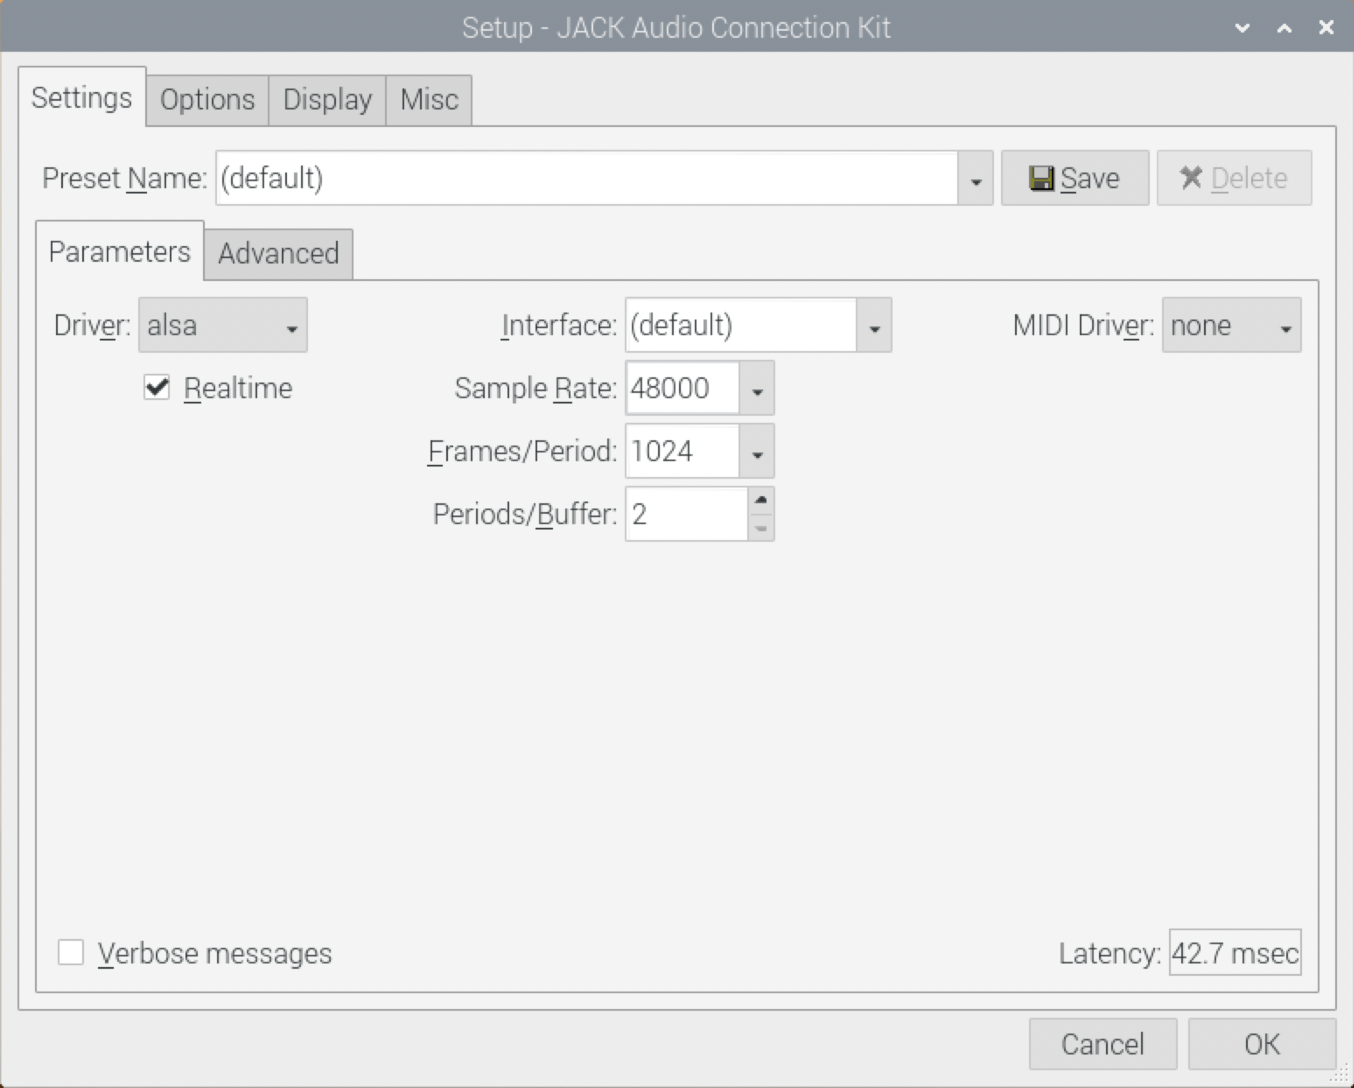 Setup - JACK Audio Connection Kit
Settings Options Display Misc
Preset Name: (default) Save Delete
Parameters Advanced
Driver: alsa Interface: (default) MIDI Driver: none
Realtime Sample Rate: 48000
Frames/Period: 1024
Periods/Buffer: 2
Verbose messages Latency: 42.7 msec
Cancel OK